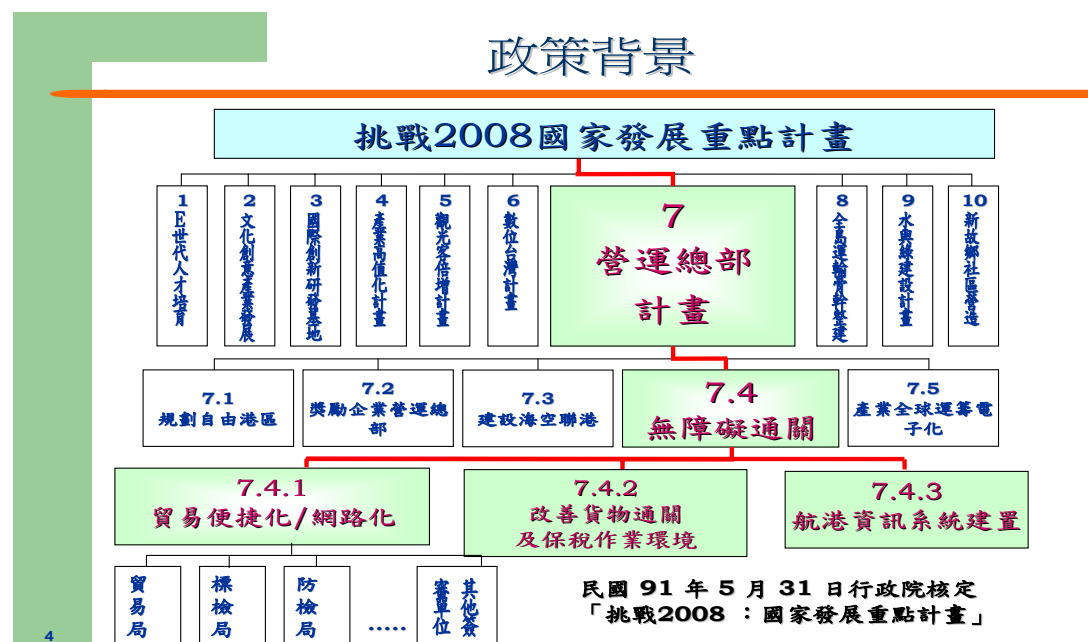 政策背景
挑戰2008國家發展重點計畫
1
E世代人才培育
2
文化創意產業發展
3
國際創新研發基地
4
產業高值化計畫
5
觀光客倍增計畫
6
數位台灣計畫
7
營運總部
計畫
8
全島運輸骨幹整建
9
水與綠建設計畫
10
新故鄉社區營造
7.1
規劃自由港區
7.2
獎勵企業營運總
部
7.3
建設海空聯港
7.4
無障礙通關
7.5
產業全球運籌電
子化
7.4.1
貿易便捷化/網路化
7.4.2
改善貨物通關
及保稅作業環境
7.4.3
航港資訊系統建置
貿易局
標檢局
防檢局
.....
其他簽
審單位
民國 91 年 5 月 31 日行政院核定
「挑戰2008 ：國家發展重點計畫」
4